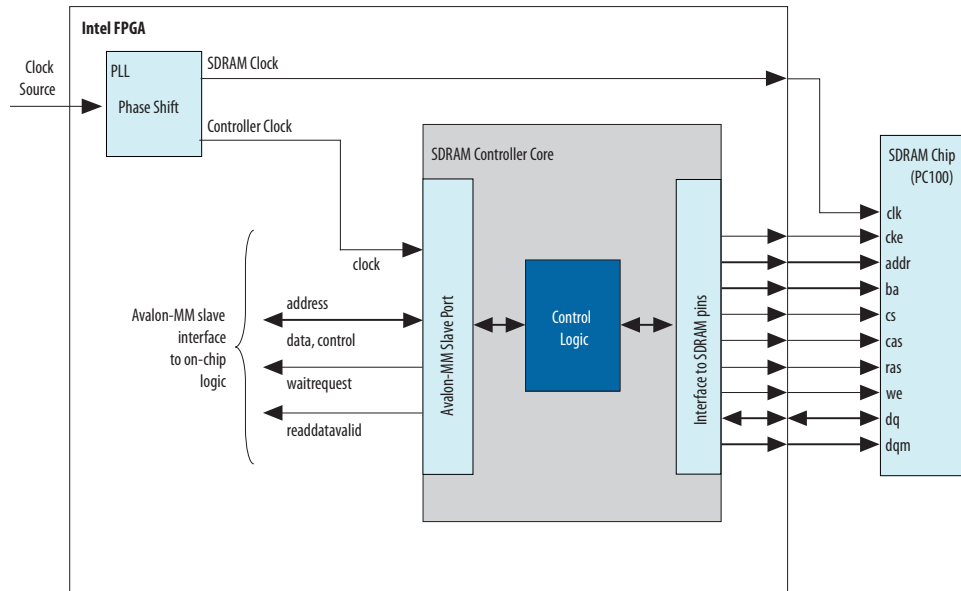 Intel FPGA
Clock
Source
PLL
Phase Shift
SDRAM Clock
Controller Clock
SDRAM Controller Core
SDRAM Chip
(PC100)
clk
cke
addr
ba
cs
cas
ras
we
dq
dqm
clock
Avalon-MM slave
interface
to on-chip
logic
address
data, control
waitrequest
readdatavalid
Avalon-MM Slave Port
Control
Logic
Interface to SDRAM pins